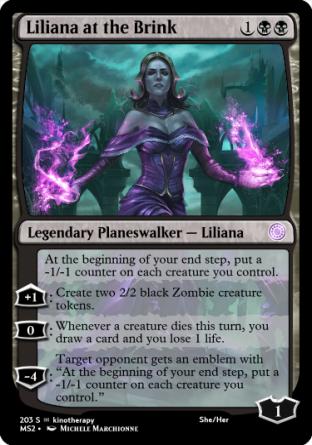 Liliana at the Brink 1
Legendary Planeswalker — Liliana
At the beginning of your end step, put a
-1/-1 counter on each creature you control.
+1 : Create two 2/2 black Zombie creature
tokens.
0 : Whenever a creature dies this turn, you
draw a card and you lose 1 life.
Target opponent gets an emblem with
-4 : “At the beginning of your end step, put a
-1/-1 counter on each creature you
control.”
1
203 S kinotherapy She/Her
MS2 • Michele Marchionne